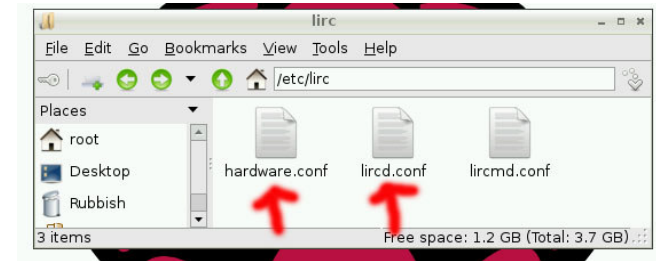 lirc
File Edit Go Bookmarks View Tools Help
/etc/lirc
Places
root
Desktop
Rubbish
hardware.conf lircd.conf lircmd.conf
3 items Free space: 1.2 GB (Total: 3.7 GB)